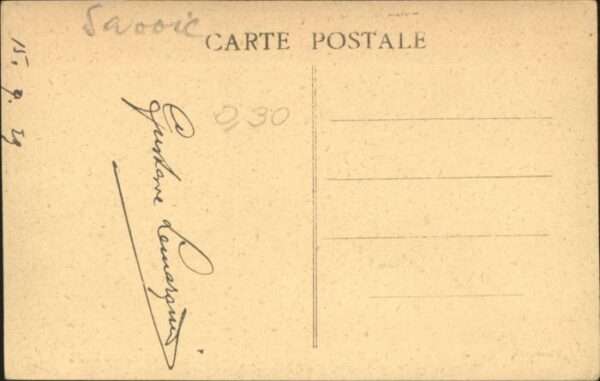 Savoie
CARTE POSTALE
15. 9. 29
0,30
Gustave